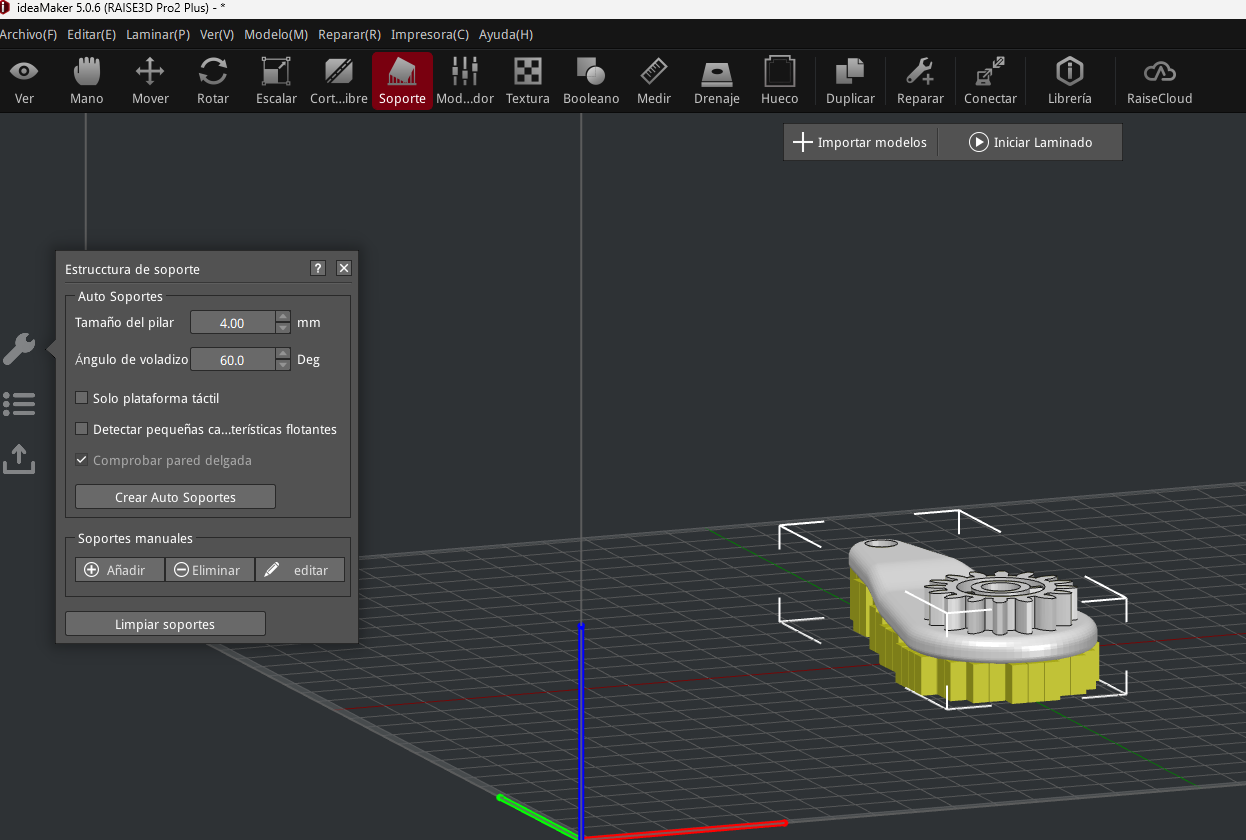 ideaMaker 5.0.6 (RAISE3D Pro2 Plus) - *
Archivo(F) Editar(E) Laminar(P) Ver(V) Modelo(M) Reparar(R) Impresora(C) Ayuda(H)
Ver Mano Mover Rotar Escalar Cort...ibre Soporte Mod...dor Textura Booleano Medir Drenaje Hueco Duplicar Reparar Conectar Librería RaiseCloud
Importar modelos Iniciar Laminado
Estrucctura de soporte ?
Auto Soportes
Tamaño del pilar 4.00 mm
Ángulo de voladizo 60.0 Deg
Solo plataforma táctil
Detectar pequeñas ca...terísticas flotantes
Comprobar pared delgada
Crear Auto Soportes
Soportes manuales
Añadir Eliminar editar
Limpiar soportes